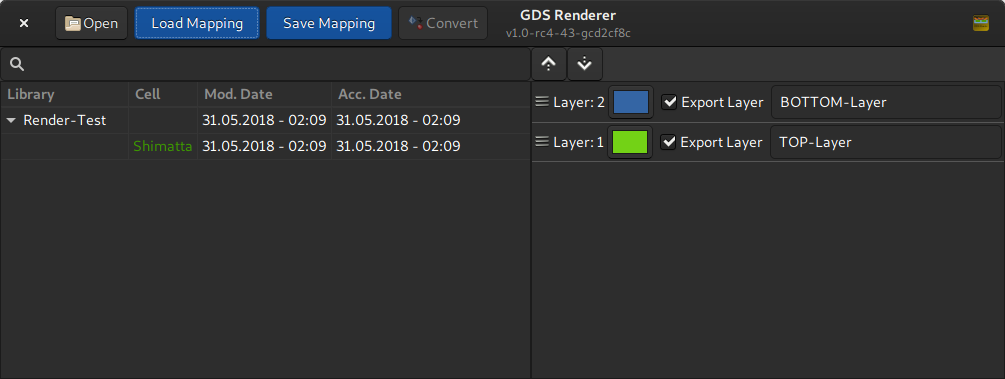 Open
Load Mapping
Save Mapping
Convert
GDS Renderer
v1.0-rc4-43-gcd2cf8c
Library Cell Mod. Date Acc. Date
Render-Test 31.05.2018 - 02:09 31.05.2018 - 02:09
Shimatta 31.05.2018 - 02:09 31.05.2018 - 02:09
Layer: 2 Export Layer BOTTOM-Layer
Layer: 1 Export Layer TOP-Layer